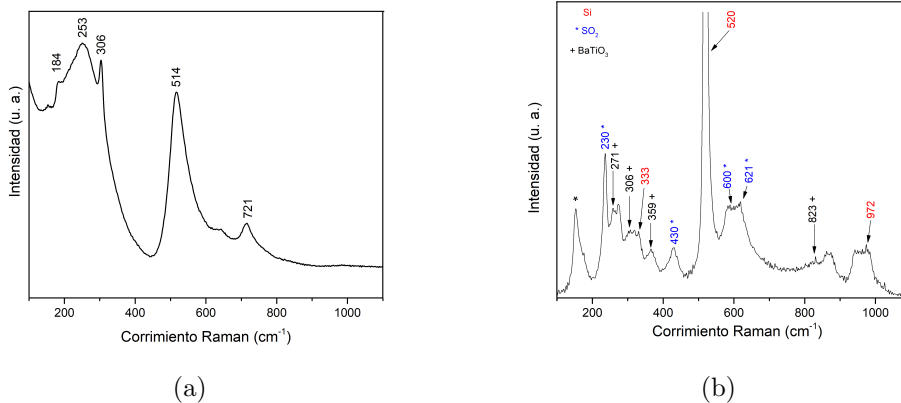 184
253
306
514
721
Intensidad (u. a.)
200 400 600 800 1000
Corrimiento Raman (cm⁻¹)
(a)
Si
* SO₂
+ BaTiO₃
*
230 *
271 +
306 +
333
359 +
430 *
520
600 *
621 *
823 +
972
Intensidad (u. a.)
200 400 600 800 1000
Corrimiento Raman (cm⁻¹)
(b)